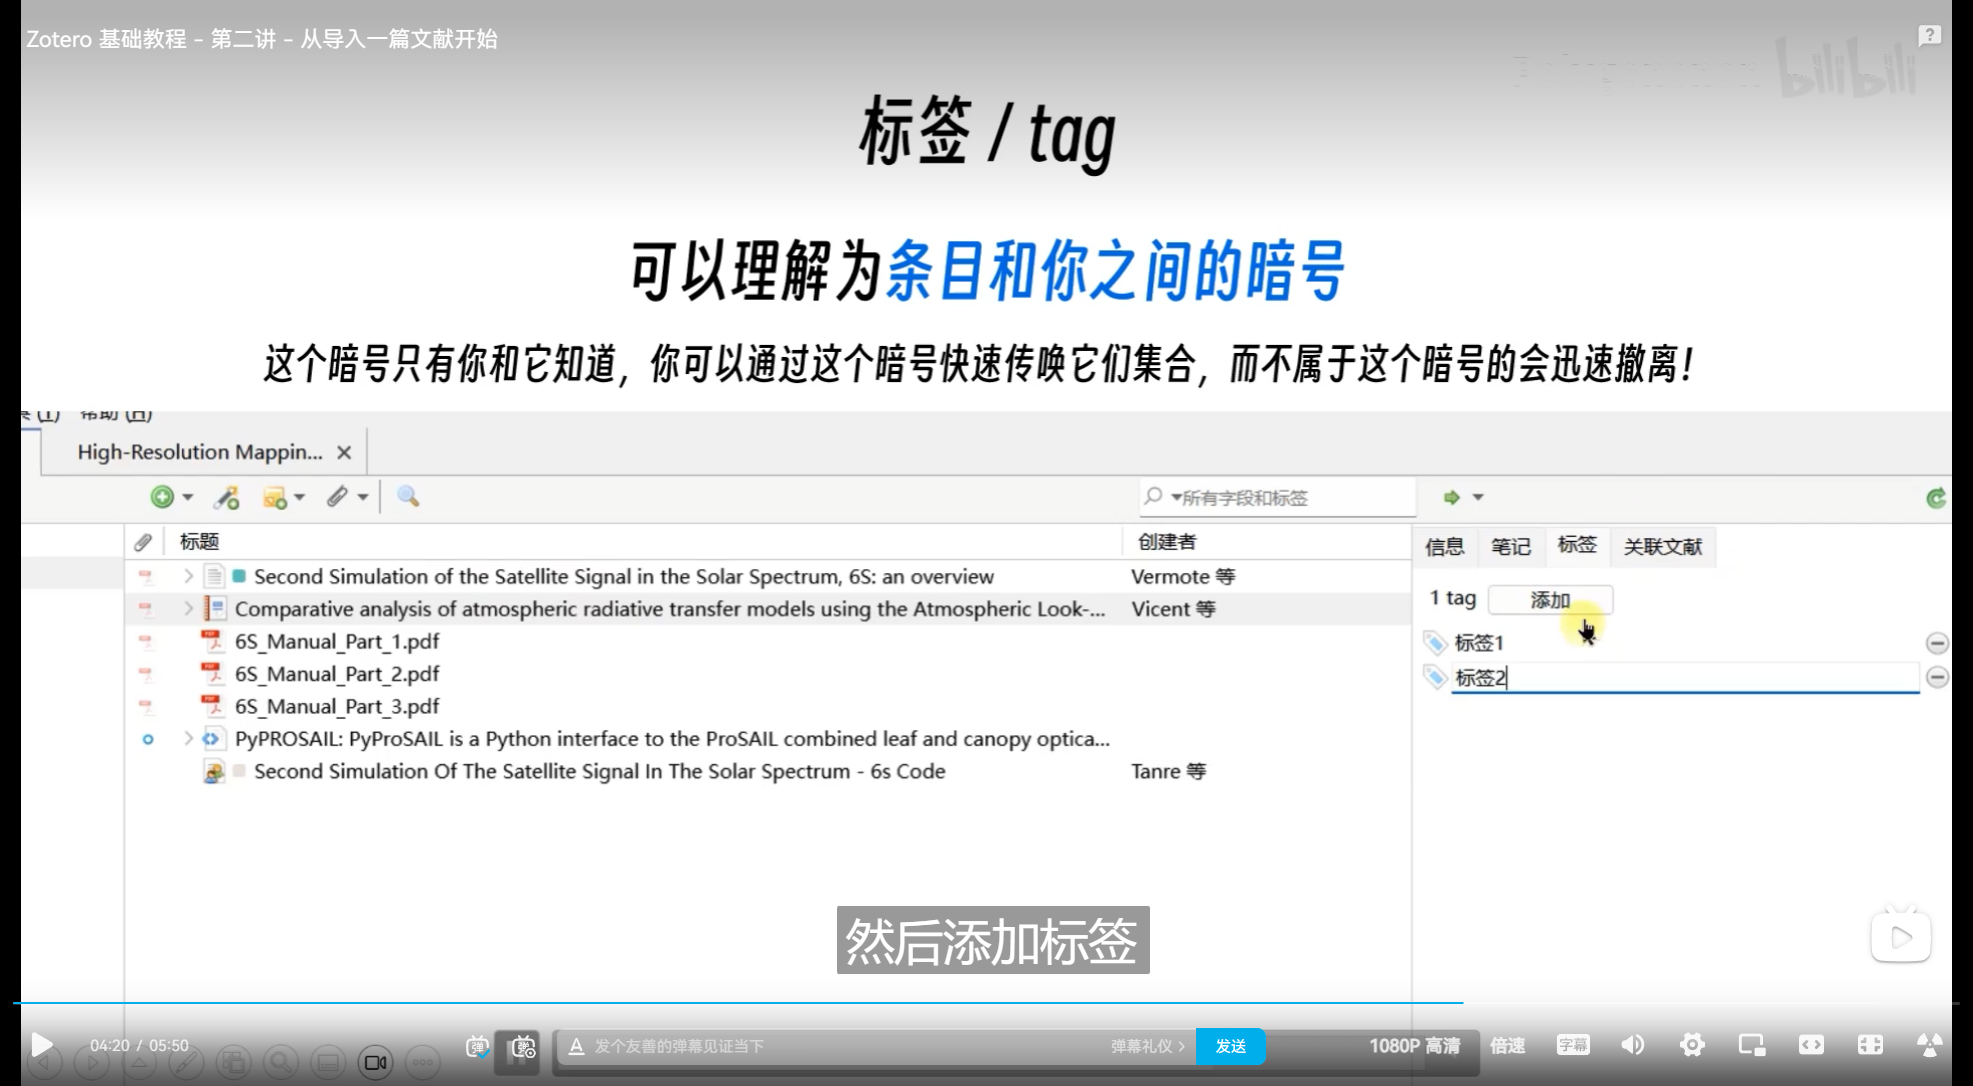 Zotero 基础教程 - 第二讲 - 从导入一篇文献开始
bilibili
标签 / tag
可以理解为条目和你之间的暗号
这个暗号只有你和它知道，你可以通过这个暗号快速传唤它们集合，而不属于这个暗号的会迅速撤离！
(T) 帮助 (H)
High-Resolution Mappin...
所有字段和标签
标题 创建者
信息 笔记 标签 关联文献
Second Simulation of the Satellite Signal in the Solar Spectrum, 6S: an overview Vermote 等
1 tag 添加
Comparative analysis of atmospheric radiative transfer models using the Atmospheric Look-... Vicent 等
标签1
6S_Manual_Part_1.pdf
标签2
6S_Manual_Part_2.pdf
6S_Manual_Part_3.pdf
PyPROSAIL: PyProSAIL is a Python interface to the ProSAIL combined leaf and canopy optica...
Second Simulation Of The Satellite Signal In The Solar Spectrum - 6s Code Tanre 等
然后添加标签
04:20 / 05:50
弹 弹
发个友善的弹幕见证当下 弹幕礼仪 发送
1080P 高清 倍速 字幕